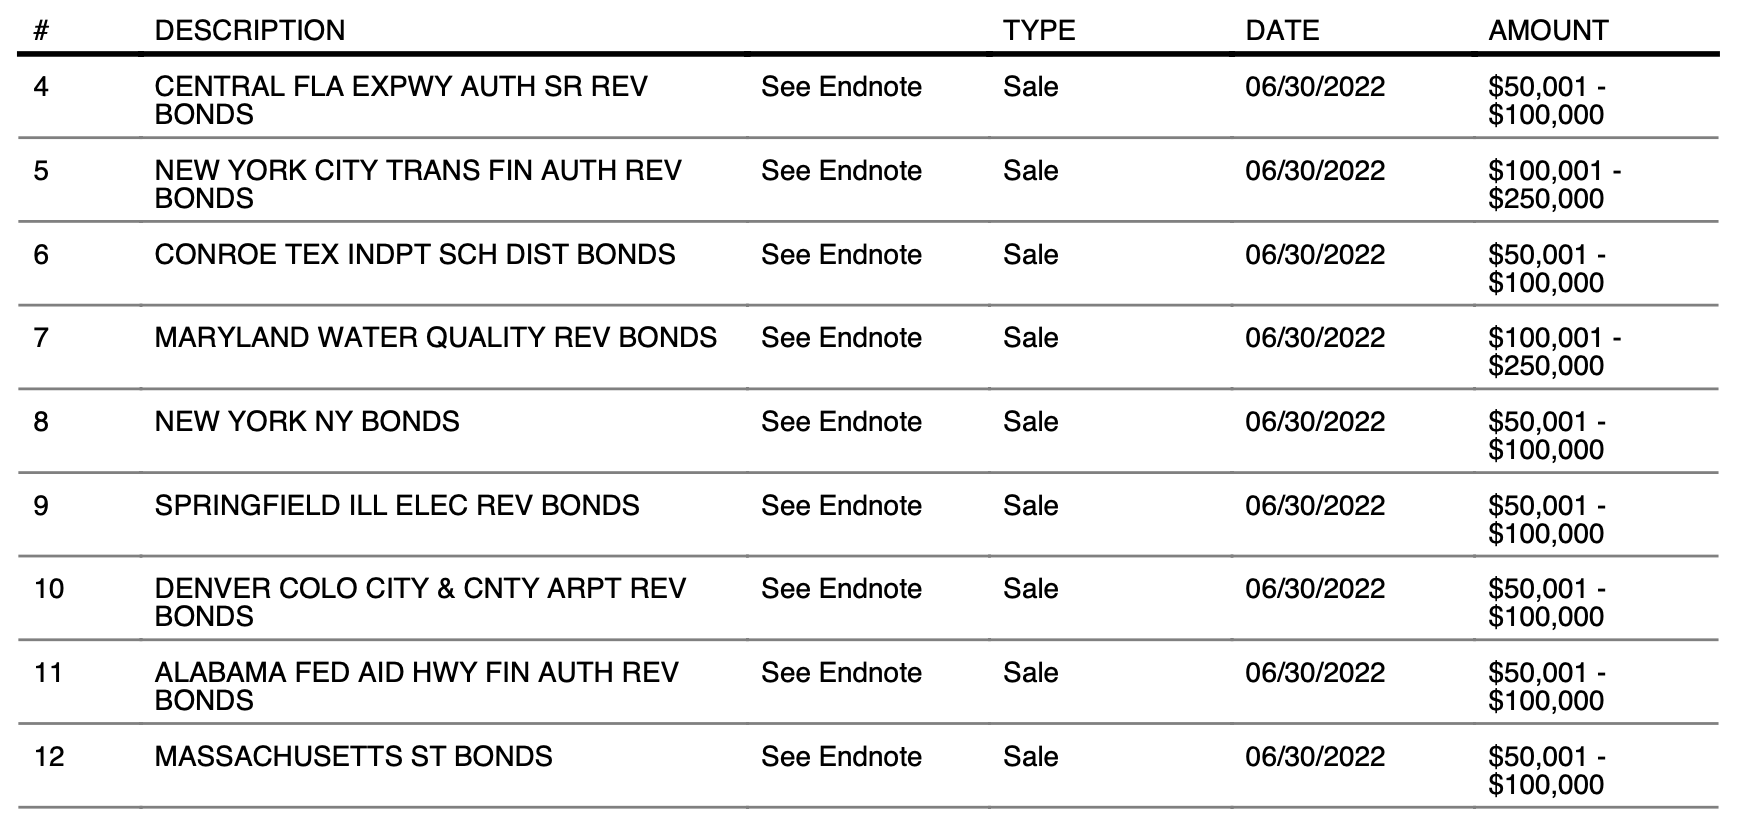 # DESCRIPTION TYPE DATE AMOUNT
4 CENTRAL FLA EXPWY AUTH SR REV See Endnote Sale 06/30/2022 $50,001 -
BONDS $100,000
5 NEW YORK CITY TRANS FIN AUTH REV See Endnote Sale 06/30/2022 $100,001 -
BONDS $250,000
6 CONROE TEX INDPT SCH DIST BONDS See Endnote Sale 06/30/2022 $50,001 -
$100,000
7 MARYLAND WATER QUALITY REV BONDS See Endnote Sale 06/30/2022 $100,001 -
$250,000
8 NEW YORK NY BONDS See Endnote Sale 06/30/2022 $50,001 -
$100,000
9 SPRINGFIELD ILL ELEC REV BONDS See Endnote Sale 06/30/2022 $50,001 -
$100,000
10 DENVER COLO CITY & CNTY ARPT REV See Endnote Sale 06/30/2022 $50,001 -
BONDS $100,000
11 ALABAMA FED AID HWY FIN AUTH REV See Endnote Sale 06/30/2022 $50,001 -
BONDS $100,000
12 MASSACHUSETTS ST BONDS See Endnote Sale 06/30/2022 $50,001 -
$100,000